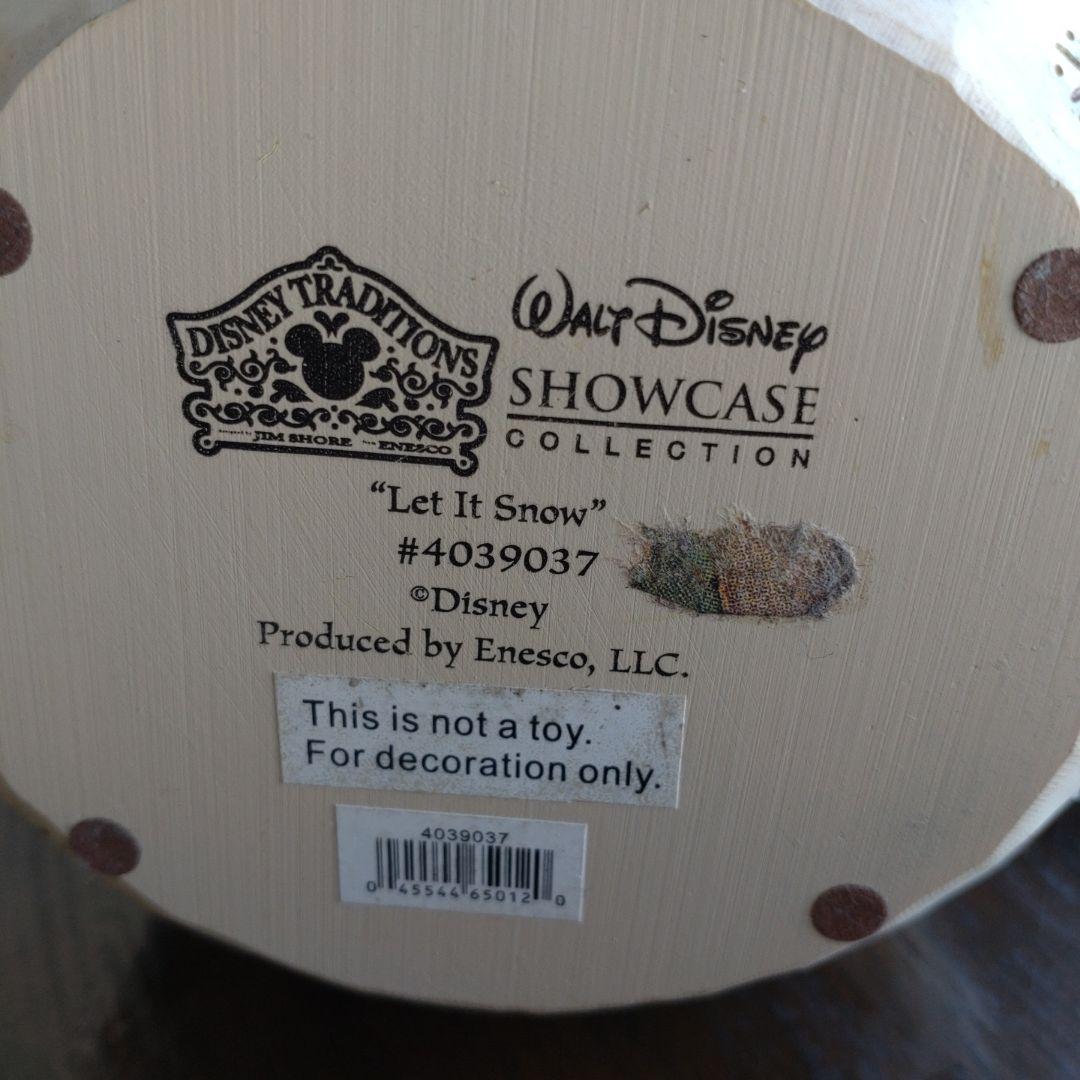 DISNEY TRADITIONS
JIM SHORE ENESCO
WALT DISNEY
SHOWCASE
COLLECTION
“Let It Snow”
#4039037
©Disney
Produced by Enesco, LLC.
This is not a toy.
For decoration only.
4039037
0 45544 65012 0